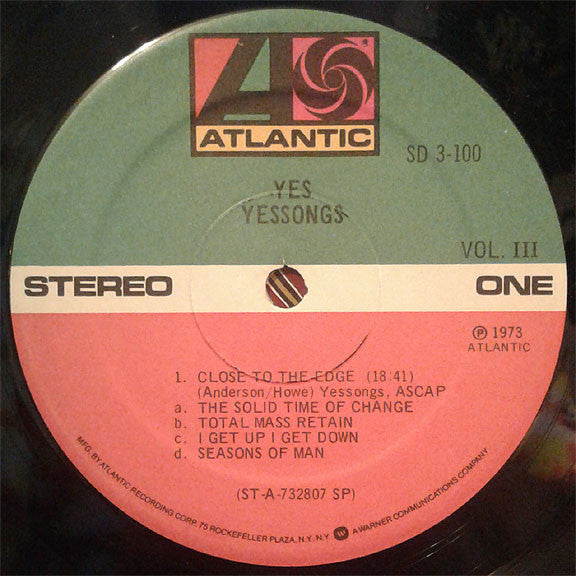 ATLANTIC
SD 3-100
YES
YESSONGS
VOL. III
STEREO
ONE
Ⓟ 1973
ATLANTIC
1. CLOSE TO THE EDGE (18:41)
(Anderson/Howe) Yessongs, ASCAP
a. THE SOLID TIME OF CHANGE
b. TOTAL MASS RETAIN
c. I GET UP I GET DOWN
d. SEASONS OF MAN
(ST-A-732807 SP)
MFG. BY ATLANTIC RECORDING CORP. 75 ROCKEFELLER PLAZA, N.Y. N.Y. A WARNER COMMUNICATIONS COMPANY